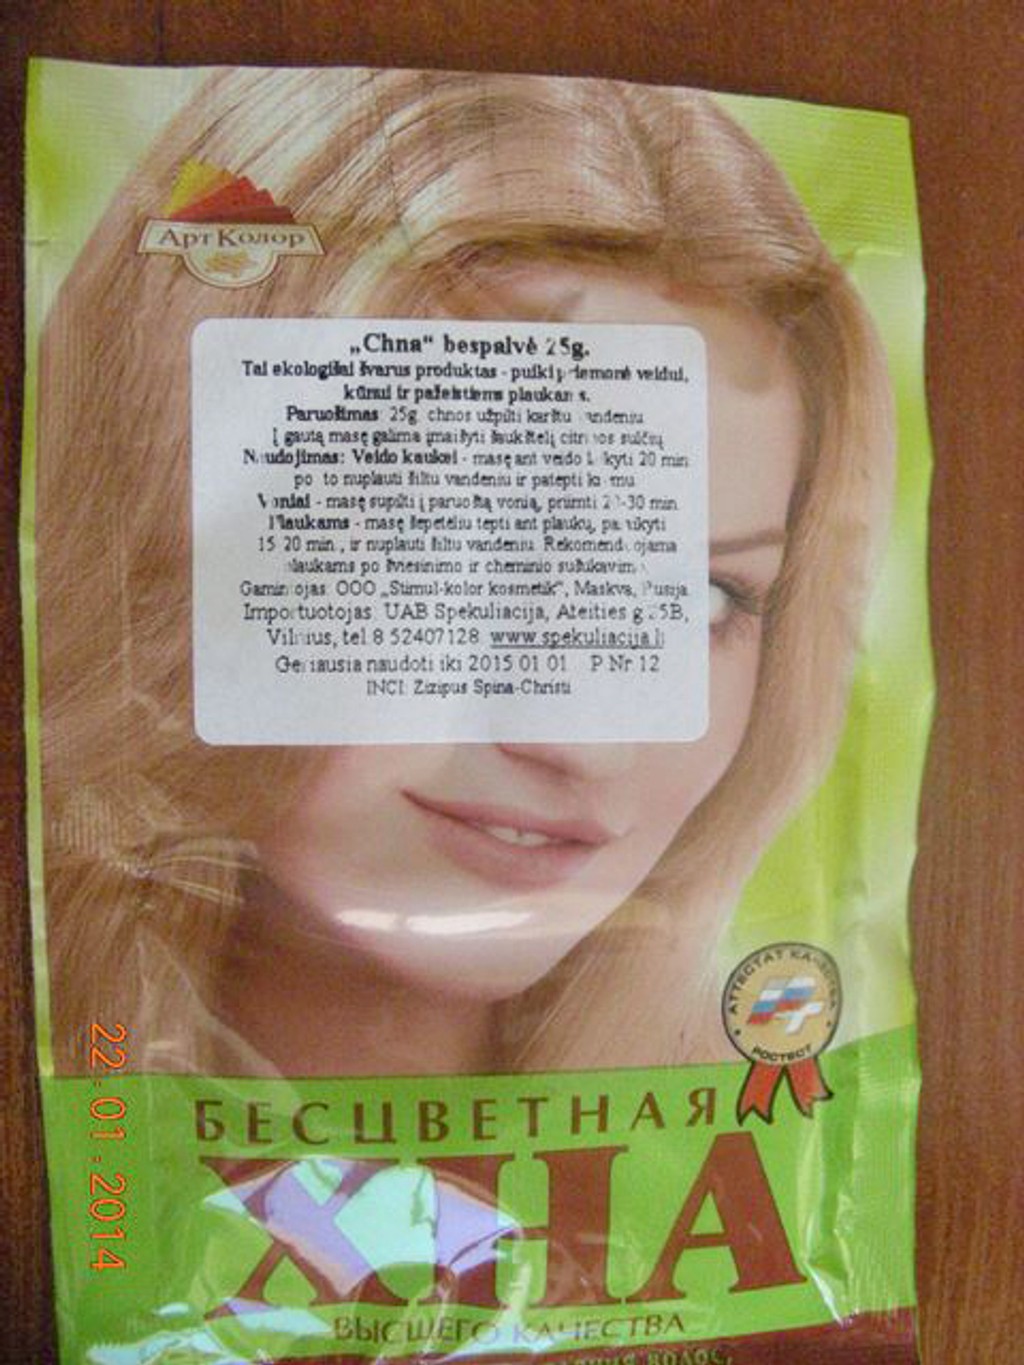 Арт Колор
„Chna“ bespalvė 25g.
Tai ekologiškai švarus produktas - puiki priemonė veidui,
kūnui ir pažeistiems plaukams.
Paruošimas: 25g. chnos užpilti karštu vandeniu.
Į gautą masę galima įmaišyti šaukštelį citrinos sulčių.
Naudojimas: Veido kaukei - masę ant veido laikyti 20 min.
po to nuplauti šiltu vandeniu ir patepti kremu.
Voniai - masę supilti į paruoštą vonią, priimti 20-30 min.
Plaukams - masę šepetėliu tepti ant plaukų, palaikyti
15-20 min., ir nuplauti šiltu vandeniu. Rekomenduojama
plaukams po šviesinimo ir cheminio sušukavimo.
Gamintojas: OOO „Stimul-kolor kosmetik“, Maskva, Rusija.
Importuotojas: UAB Spekuliacija, Ateities g.25B,
Vilnius, tel.8 52407128. www.spekuliacija.lt
Geriausia naudoti iki 2015 01 01 P.Nr.12
INCI: Zizipus Spina-Christi
АТТЕСТАТ КАЧЕСТВА
РОСТЕСТ
22.01.2014
БЕСЦВЕТНАЯ
ХНА
ВЫСШЕГО КАЧЕСТВА
волос,